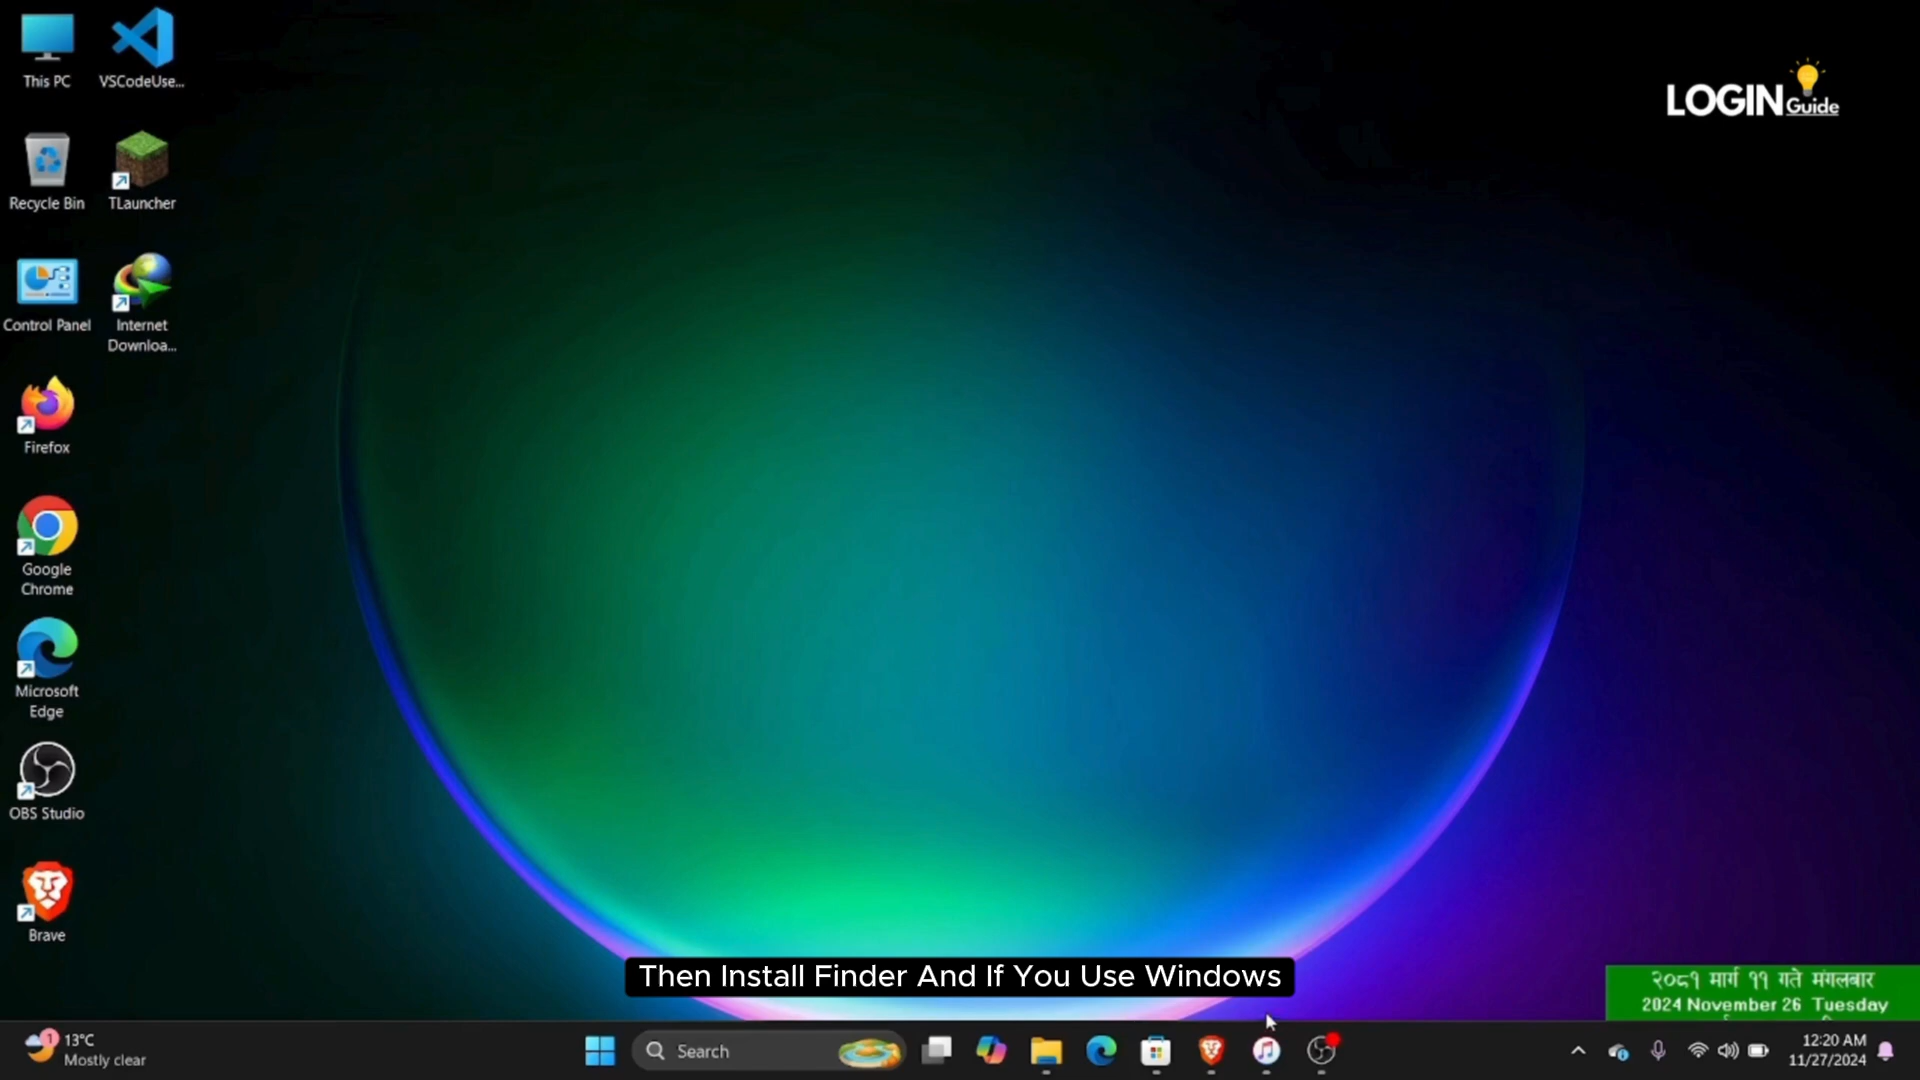 This PC
VSCodeUse...
LOGIN Guide
Recycle Bin
TLauncher
Control Panel
Internet
Downloa...
Firefox
Google
Chrome
Microsoft
Edge
OBS Studio
Brave
Then Install Finder And If You Use Windows
२०८१ मार्ग ११ गते मंगलबार
2024 November 26 Tuesday
1
13°C
Mostly clear
Search
12:20 AM
11/27/2024